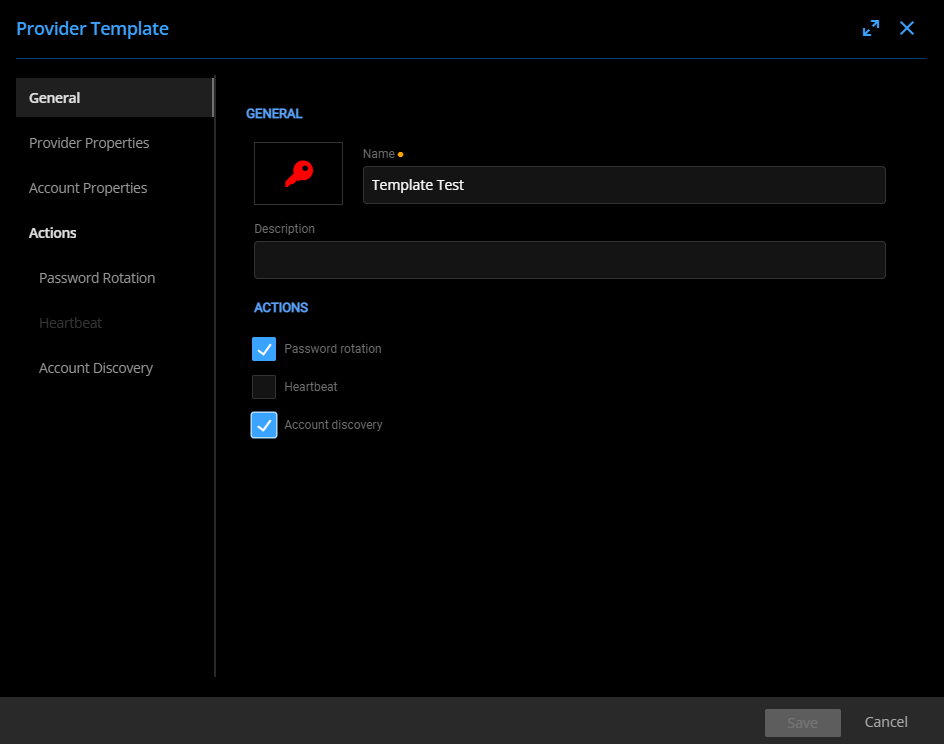 Provider Template
General
Provider Properties
Account Properties
Actions
Password Rotation
Heartbeat
Account Discovery
GENERAL
Name
Template Test
Description
ACTIONS
Password rotation
Heartbeat
Account discovery
Save
Cancel